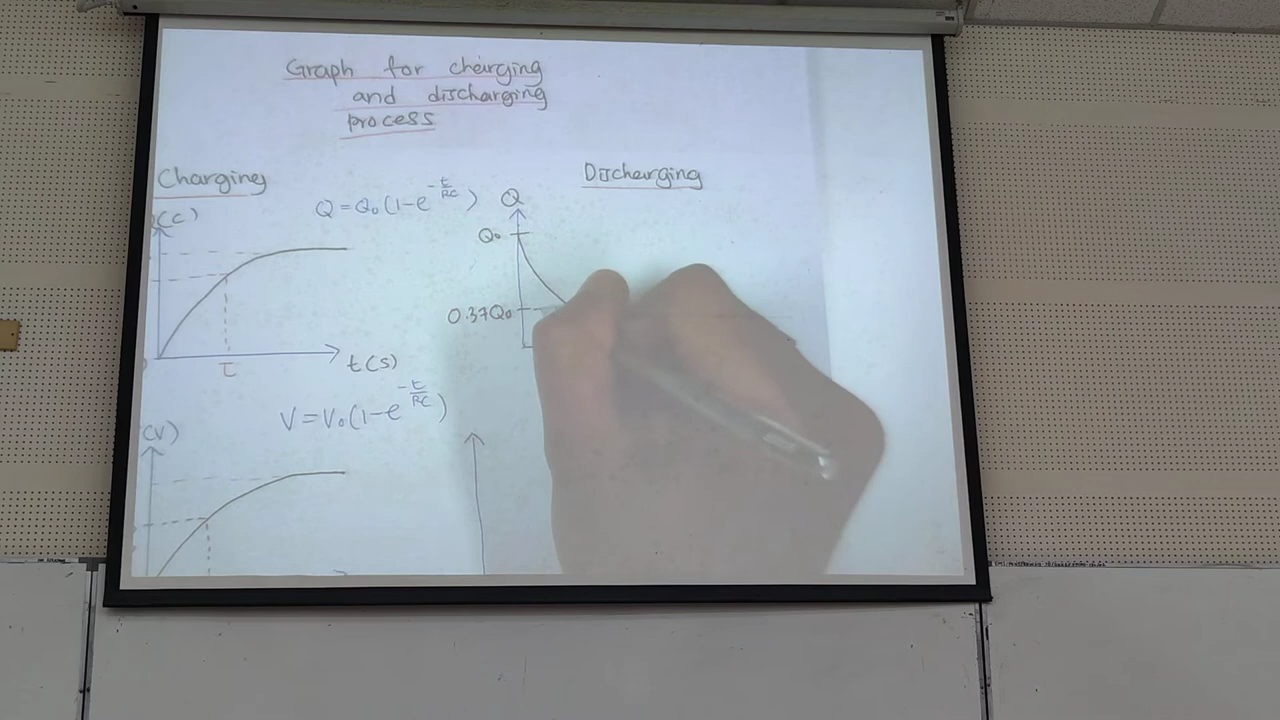 Graph for charging
and discharging
process
Charging
Discharging
(C)
Q = Q₀(1-e^-t/RC)
Q
Q₀
0.37Q₀
τ
t(s)
V = V₀(1-e^-t/RC)
(V)